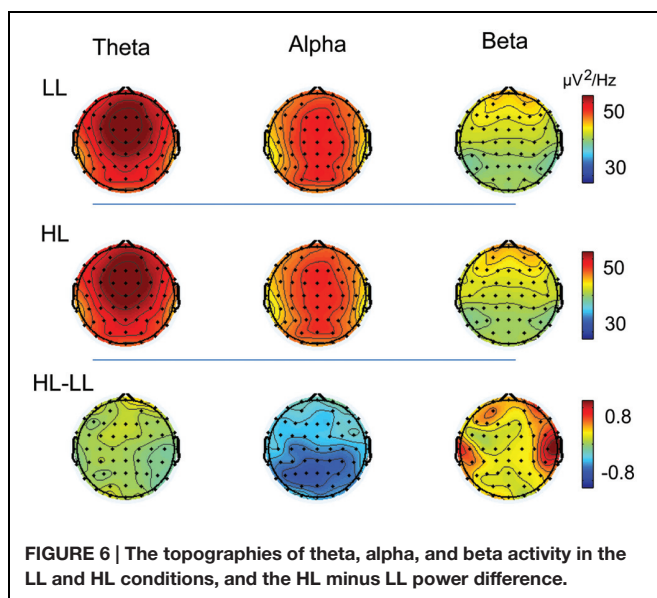 Theta Alpha Beta
LL
μV²/Hz
50
30
HL
50
30
HL-LL
0.8
-0.8
FIGURE 6 | The topographies of theta, alpha, and beta activity in the
LL and HL conditions, and the HL minus LL power difference.